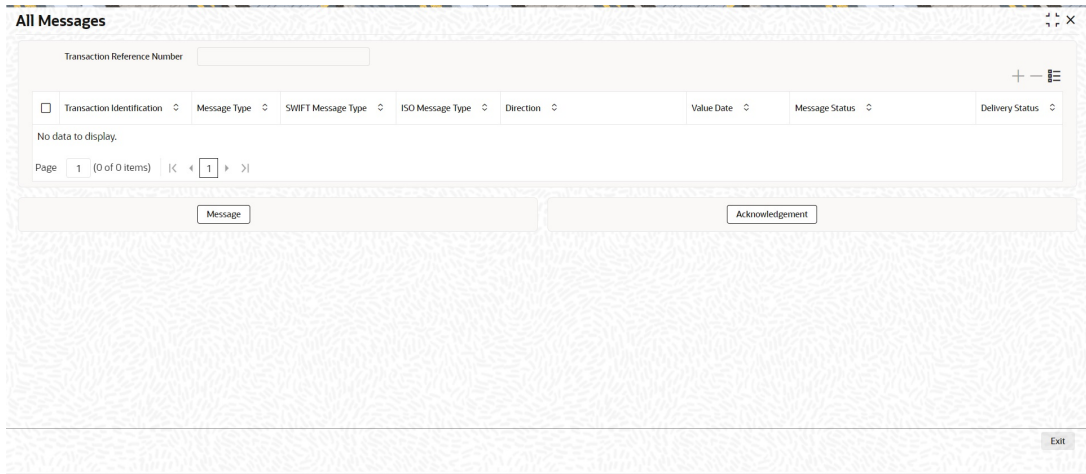 All Messages
Transaction Reference Number
Transaction Identification Message Type SWIFT Message Type ISO Message Type Direction Value Date Message Status Delivery Status
No data to display.
Page 1 (0 of 0 items) 1
Message Acknowledgement
Exit